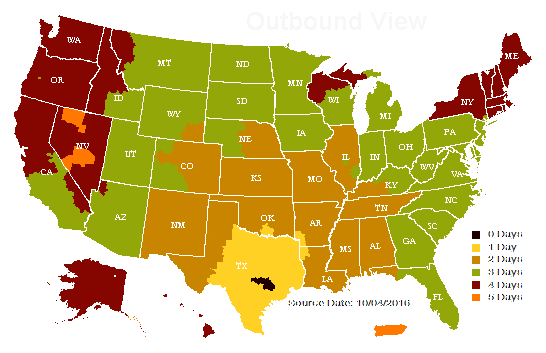 Outbound View
WA
ME
MT
ND
OR
MN
ID
WI
SD
NY
WY
MI
IA
PA
NE
NV
IL
IN
OH
UT
CO
WV
CA
VA
KS
MO
KY
NC
TN
OK
AZ
NM
AR
SC
MS
AL
GA
TX
LA
FL
0 Days
1 Day
2 Days
3 Days
4 Days
5 Days
Source Date: 10/04/2016